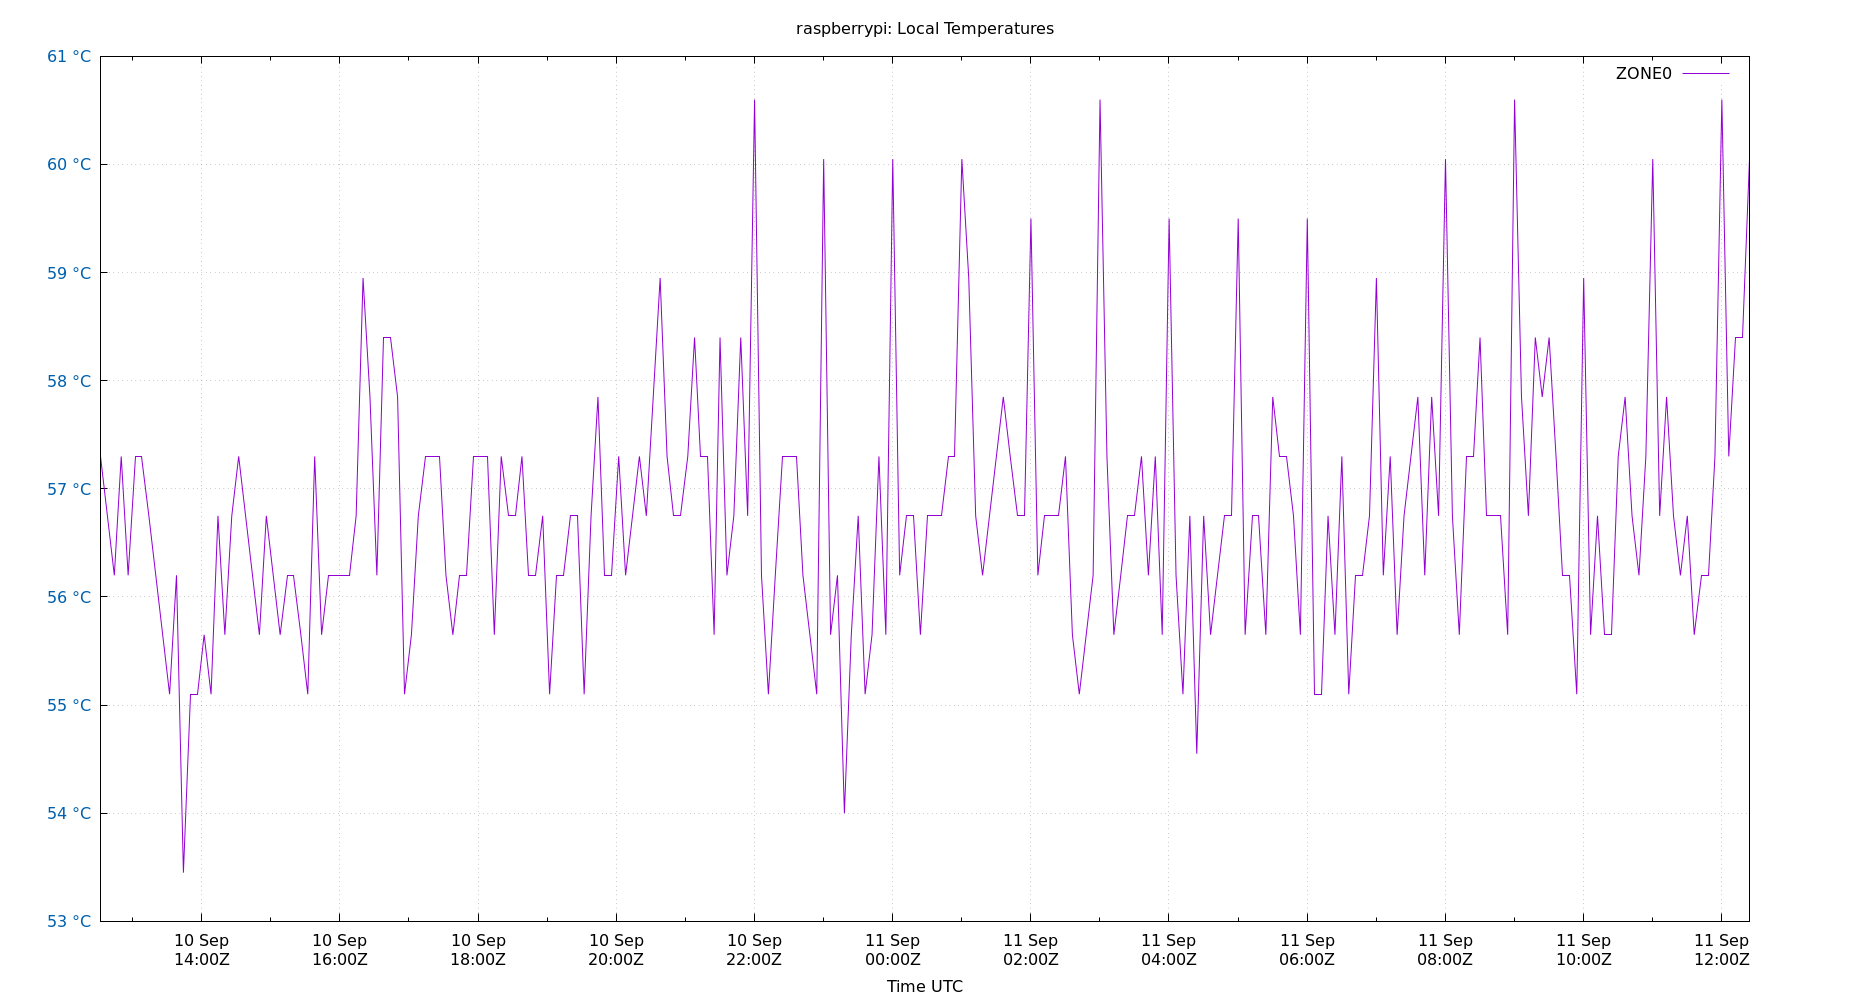 raspberrypi: Local Temperatures
61 °C
60 °C
59 °C
58 °C
57 °C
56 °C
55 °C
54 °C
53 °C
ZONE0
10 Sep 10 Sep 10 Sep 10 Sep 10 Sep 11 Sep 11 Sep 11 Sep 11 Sep 11 Sep 11 Sep 11 Sep
14:00Z 16:00Z 18:00Z 20:00Z 22:00Z 00:00Z 02:00Z 04:00Z 06:00Z 08:00Z 10:00Z 12:00Z
Time UTC